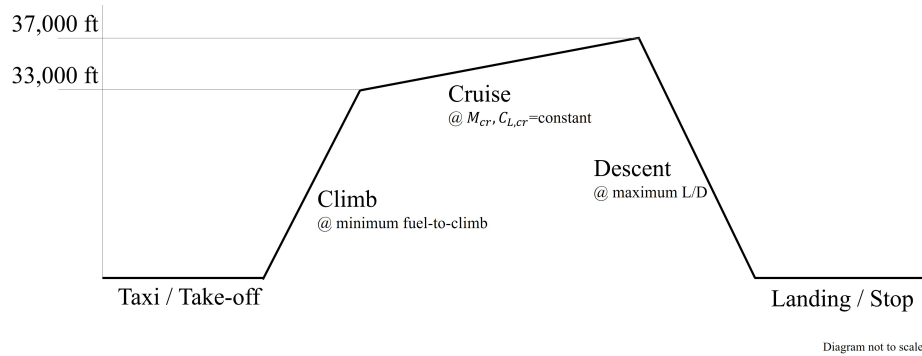 37,000 ft
33,000 ft
Cruise
@ M_cr, C_L,cr=constant
Descent
@ maximum L/D
Climb
@ minimum fuel-to-climb
Taxi / Take-off
Landing / Stop
Diagram not to scale